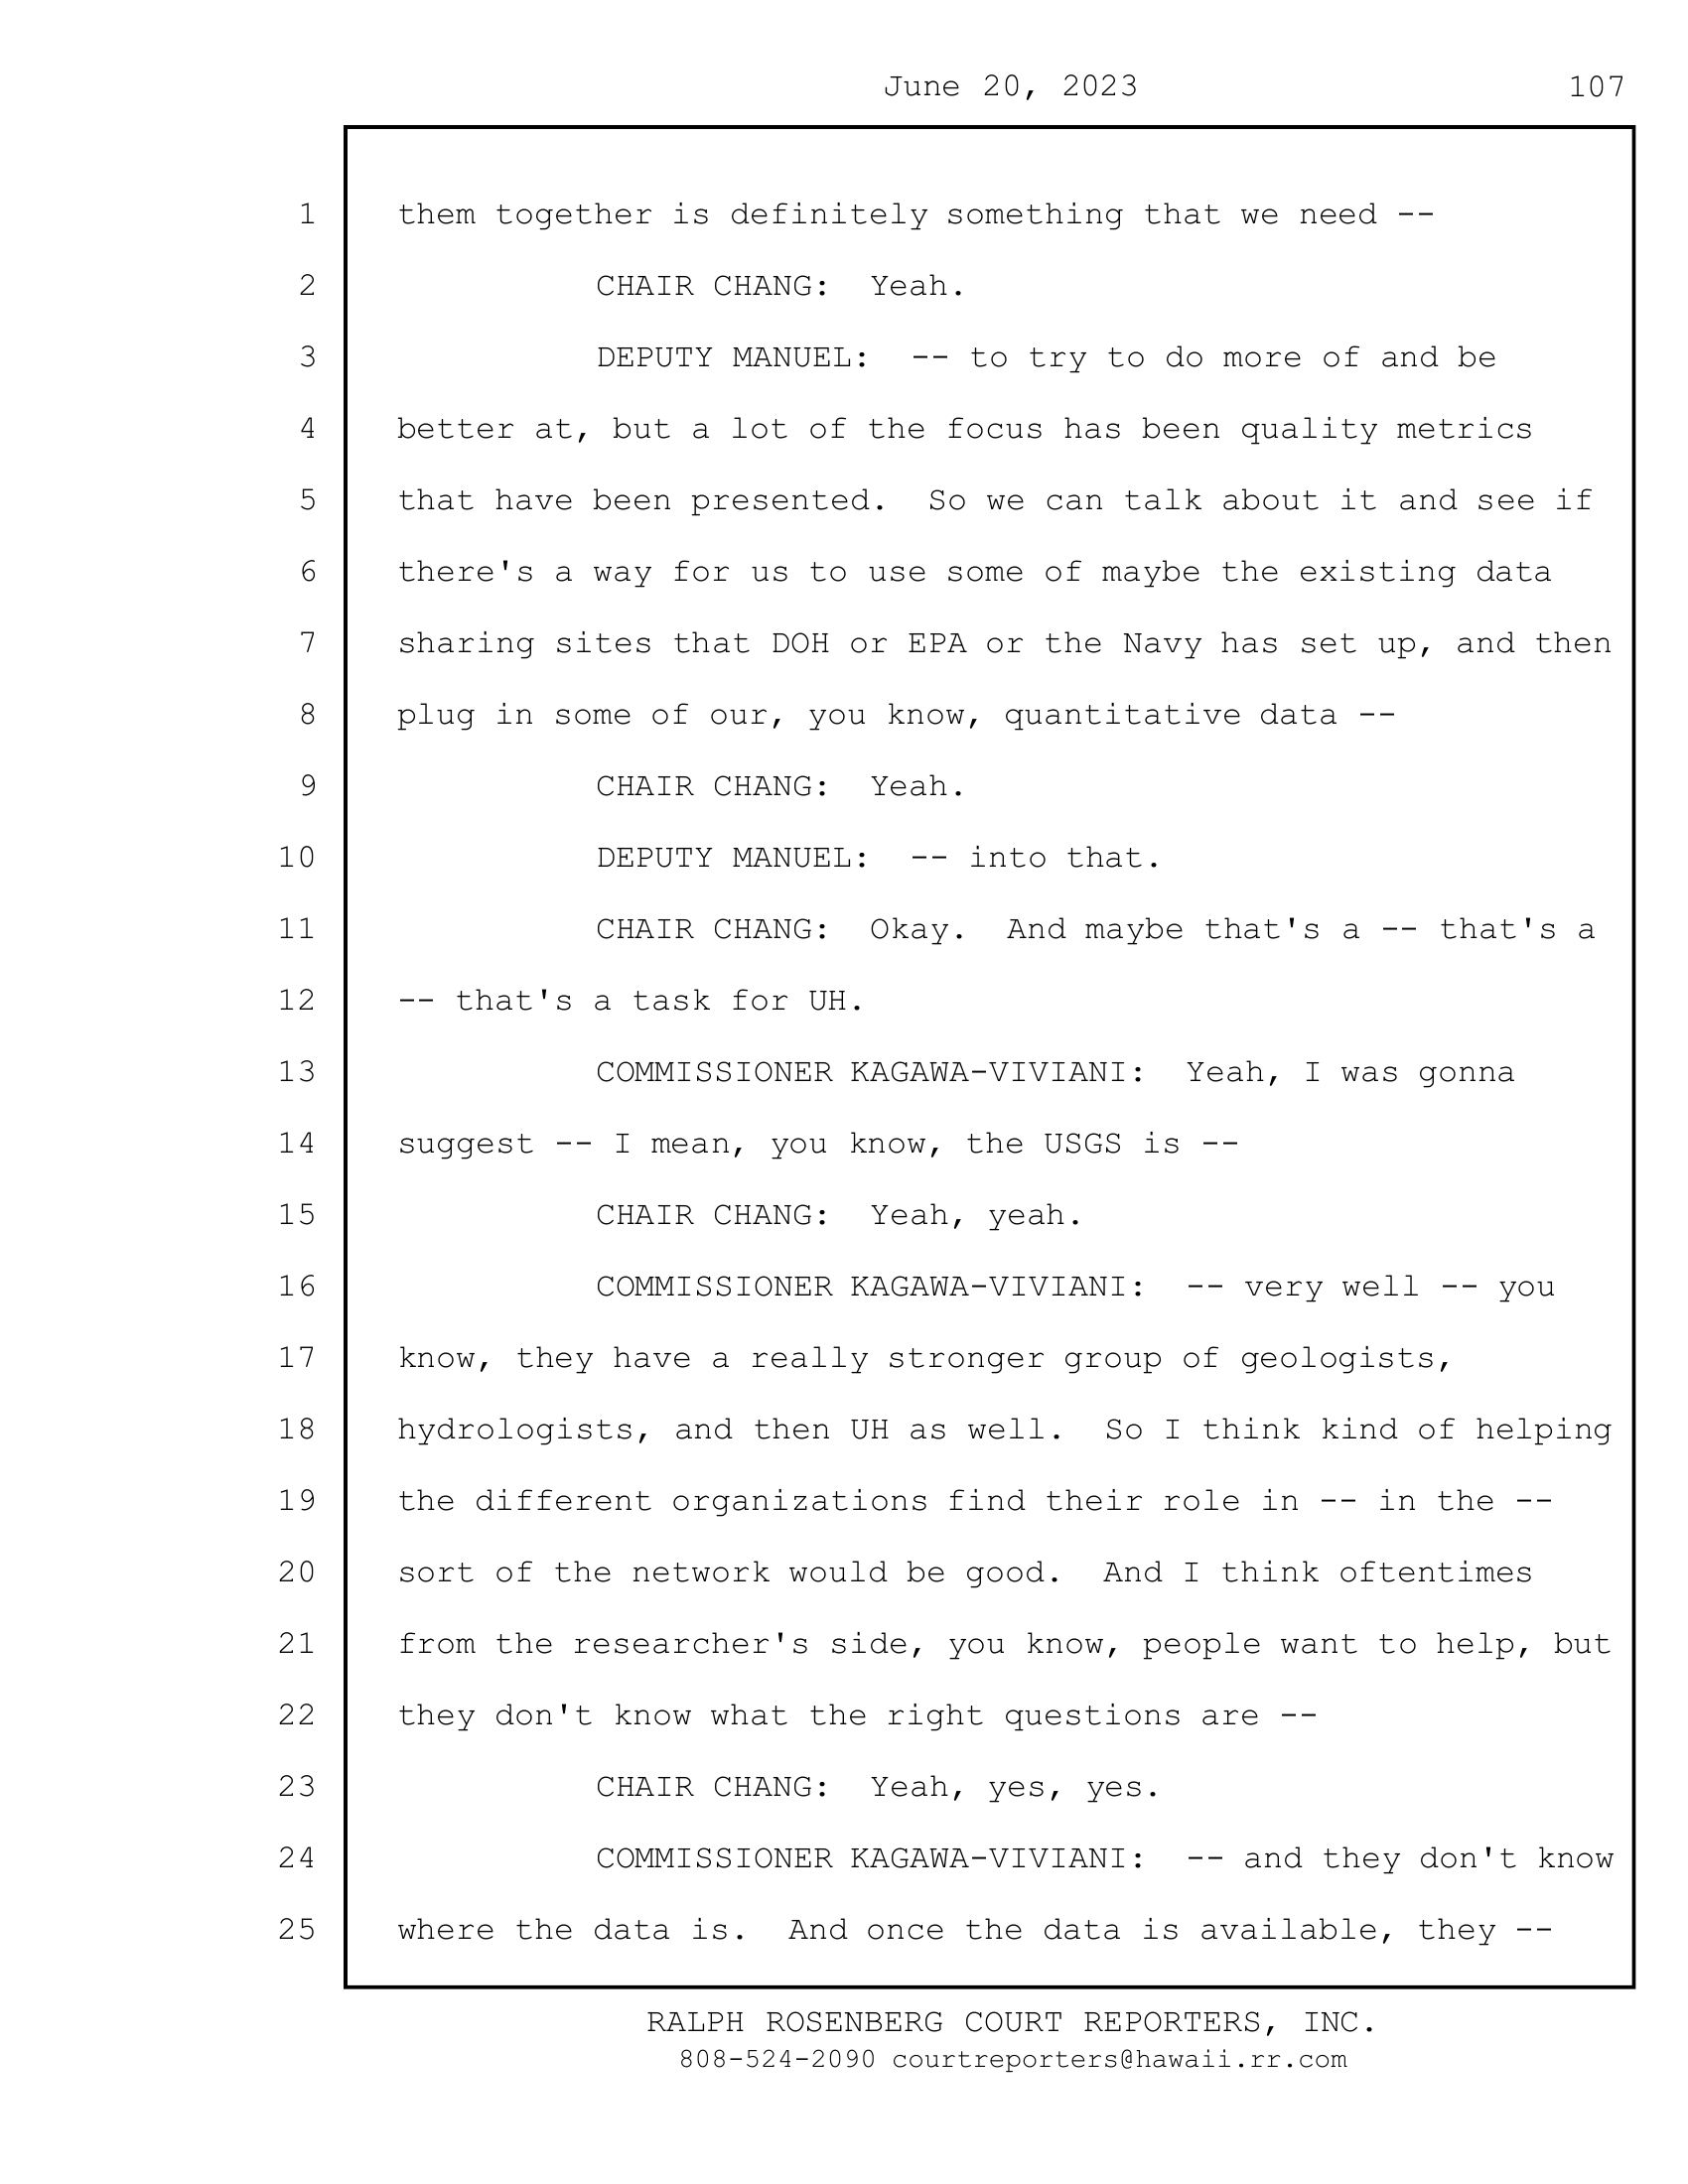 June 20, 2023 107
1 them together is definitely something that we need --
2 CHAIR CHANG:  Yeah.
3 DEPUTY MANUEL:  -- to try to do more of and be
4 better at, but a lot of the focus has been quality metrics
5 that have been presented.  So we can talk about it and see if
6 there's a way for us to use some of maybe the existing data
7 sharing sites that DOH or EPA or the Navy has set up, and then
8 plug in some of our, you know, quantitative data --
9 CHAIR CHANG:  Yeah.
10 DEPUTY MANUEL:  -- into that.
11 CHAIR CHANG:  Okay.  And maybe that's a -- that's a
12 -- that's a task for UH.
13 COMMISSIONER KAGAWA-VIVIANI:  Yeah, I was gonna
14 suggest -- I mean, you know, the USGS is --
15 CHAIR CHANG:  Yeah, yeah.
16 COMMISSIONER KAGAWA-VIVIANI:  -- very well -- you
17 know, they have a really stronger group of geologists,
18 hydrologists, and then UH as well.  So I think kind of helping
19 the different organizations find their role in -- in the --
20 sort of the network would be good.  And I think oftentimes
21 from the researcher's side, you know, people want to help, but
22 they don't know what the right questions are --
23 CHAIR CHANG:  Yeah, yes, yes.
24 COMMISSIONER KAGAWA-VIVIANI:  -- and they don't know
25 where the data is.  And once the data is available, they --
RALPH ROSENBERG COURT REPORTERS, INC.
808-524-2090 courtreporters@hawaii.rr.com